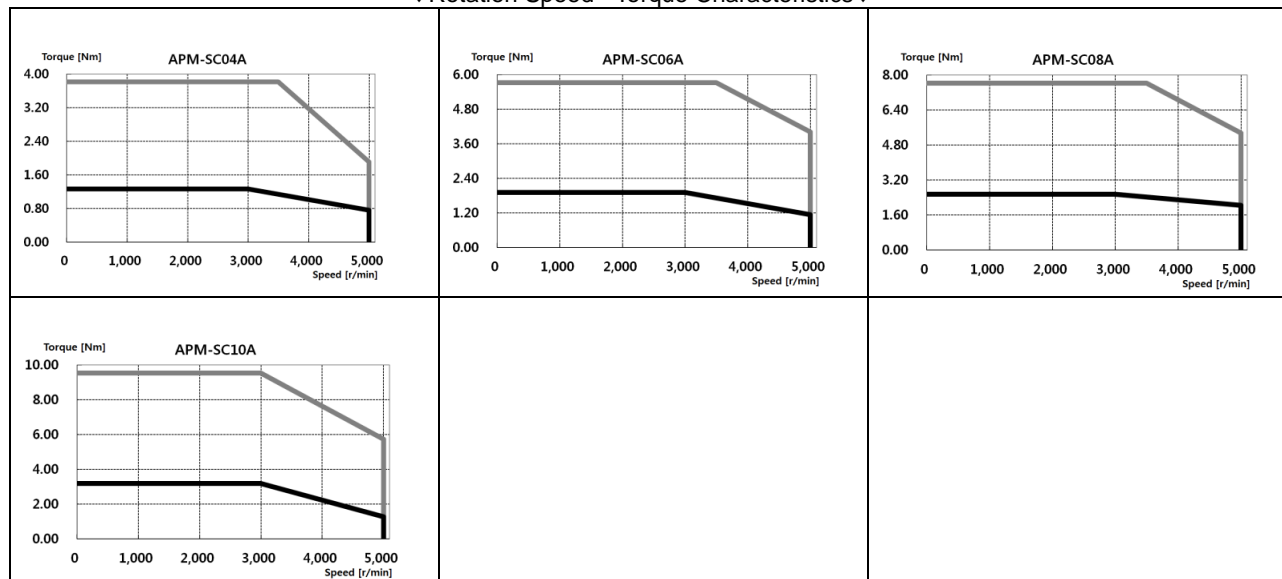 Rotation Speed - Torque Characteristics
Torque [Nm] APM-SC04A
4.00
3.20
2.40
1.60
0.80
0.00
0 1,000 2,000 3,000 4,000 5,000
Speed [r/min]
Torque [Nm] APM-SC06A
6.00
4.80
3.60
2.40
1.20
0.00
0 1,000 2,000 3,000 4,000 5,000
Speed [r/min]
Torque [Nm] APM-SC08A
8.00
6.40
4.80
3.20
1.60
0.00
0 1,000 2,000 3,000 4,000 5,000
Speed [r/min]
Torque [Nm] APM-SC10A
10.00
8.00
6.00
4.00
2.00
0.00
0 1,000 2,000 3,000 4,000 5,000
Speed [r/min]